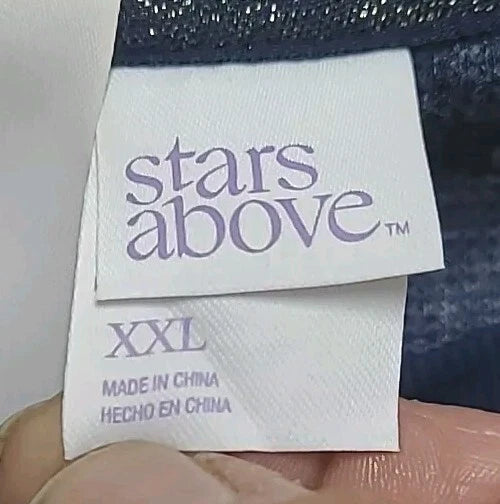 stars
above™
XXL
MADE IN CHINA
HECHO EN CHINA